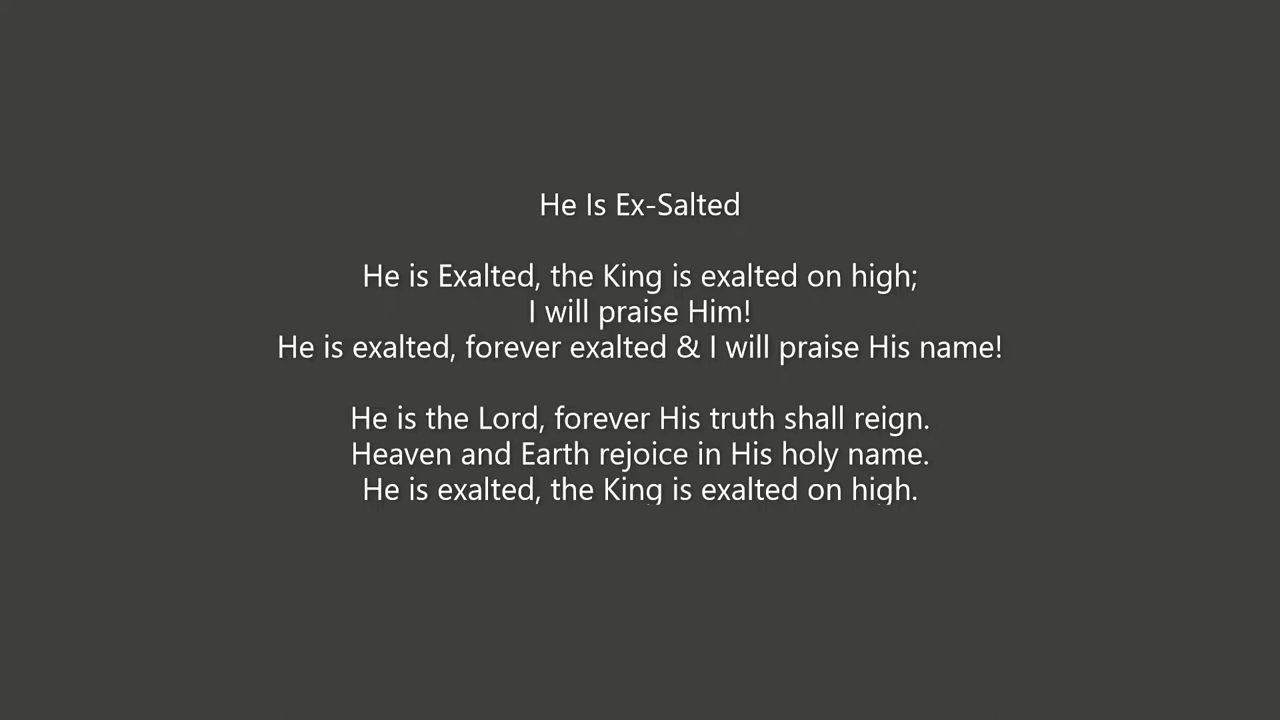 He Is Ex-Salted
He is Exalted, the King is exalted on high;
I will praise Him!
He is exalted, forever exalted & I will praise His name!
He is the Lord, forever His truth shall reign.
Heaven and Earth rejoice in His holy name.
He is exalted, the King is exalted on high.